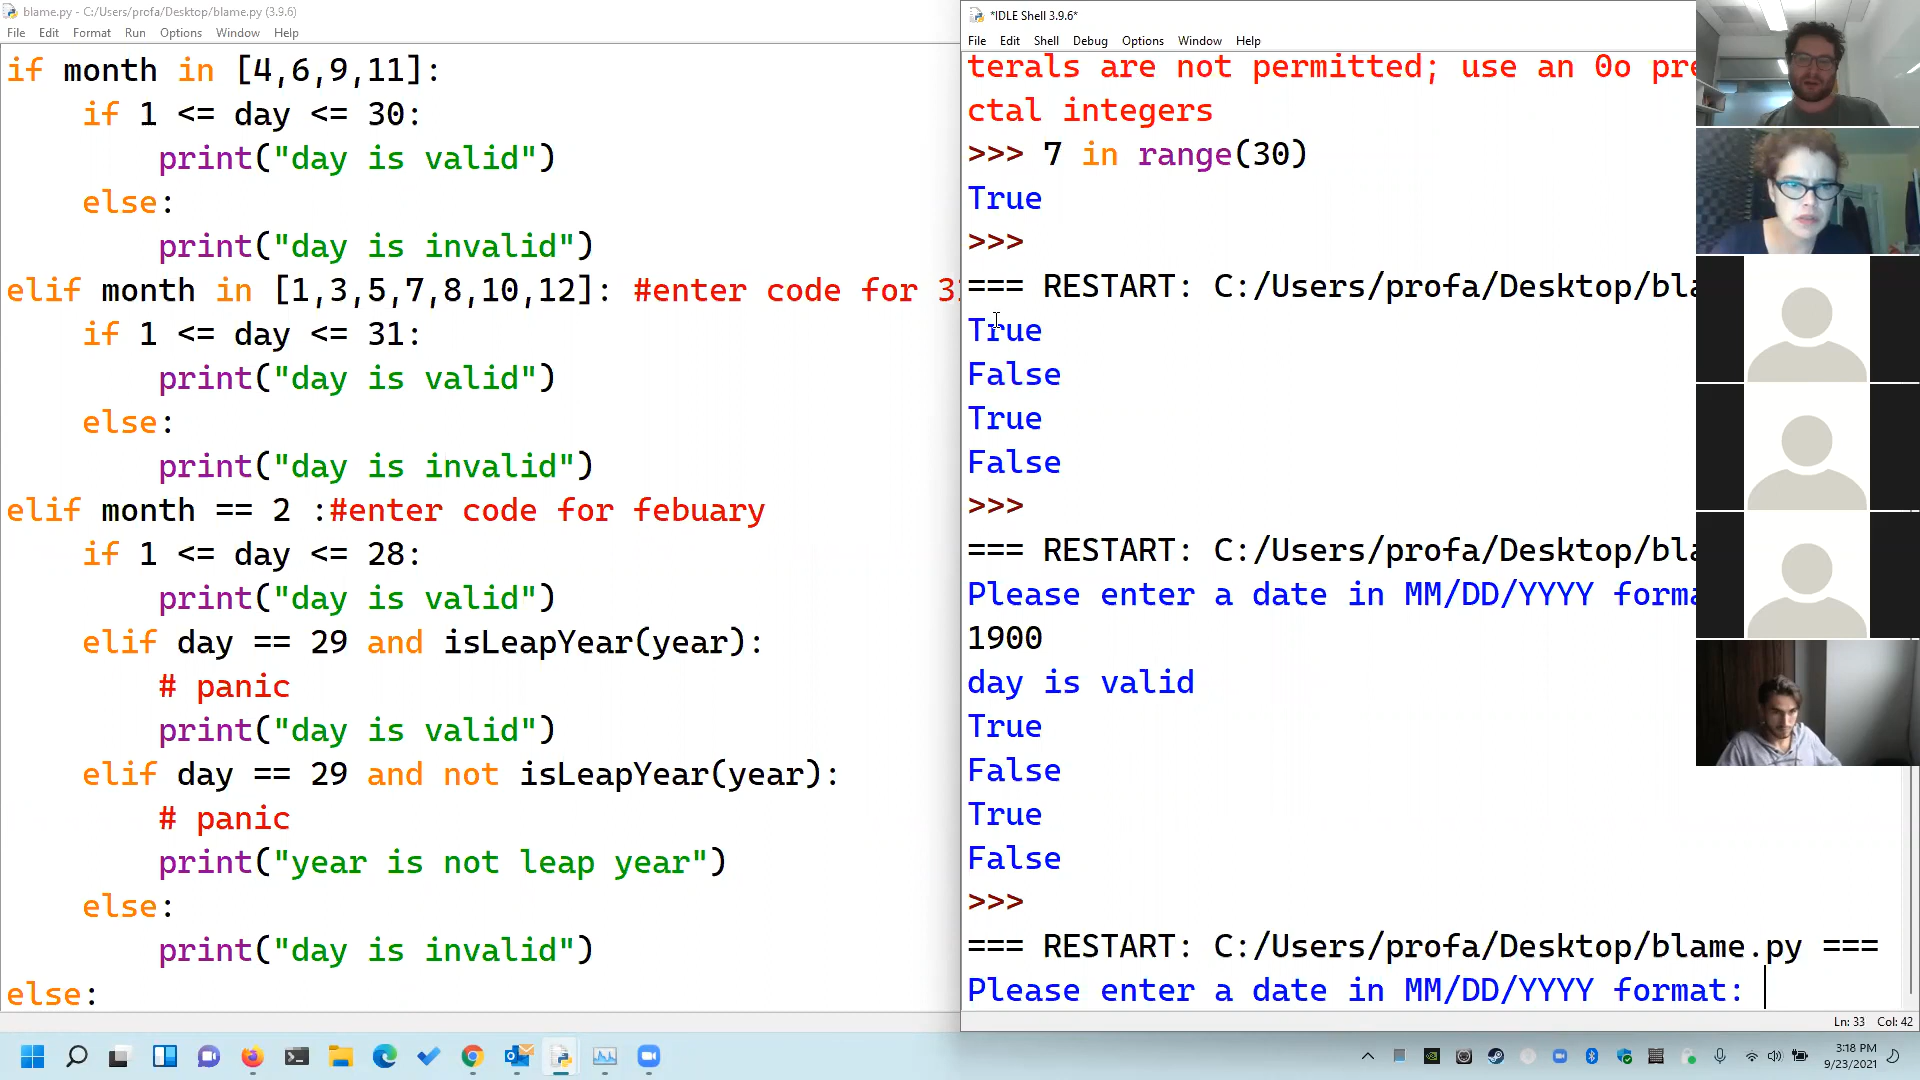 blame.py - C:/Users/profa/Desktop/blame.py (3.9.6)
File Edit Format Run Options Window Help
if month in [4,6,9,11]:
if 1 <= day <= 30:
print("day is valid")
else:
print("day is invalid")
elif month in [1,3,5,7,8,10,12]: #enter code for
if 1 <= day <= 31:
print("day is valid")
else:
print("day is invalid")
elif month == 2 :#enter code for febuary
if 1 <= day <= 28:
print("day is valid")
elif day == 29 and isLeapYear(year):
# panic
print("day is valid")
elif day == 29 and not isLeapYear(year):
# panic
print("year is not leap year")
else:
print("day is invalid")
else:
*IDLE Shell 3.9.6*
File Edit Shell Debug Options Window Help
terals are not permitted; use an 0o
ctal integers
>>> 7 in range(30)
True
>>>
=== RESTART: C:/Users/profa/Desktop/
True
False
True
False
>>>
=== RESTART: C:/Users/profa/Desktop/
Please enter a date in MM/DD/YYYY
1900
day is valid
True
False
True
False
>>>
=== RESTART: C:/Users/profa/Desktop/blame.py ===
Please enter a date in MM/DD/YYYY format:
Ln: 33 Col: 42
3:18 PM
9/23/2021